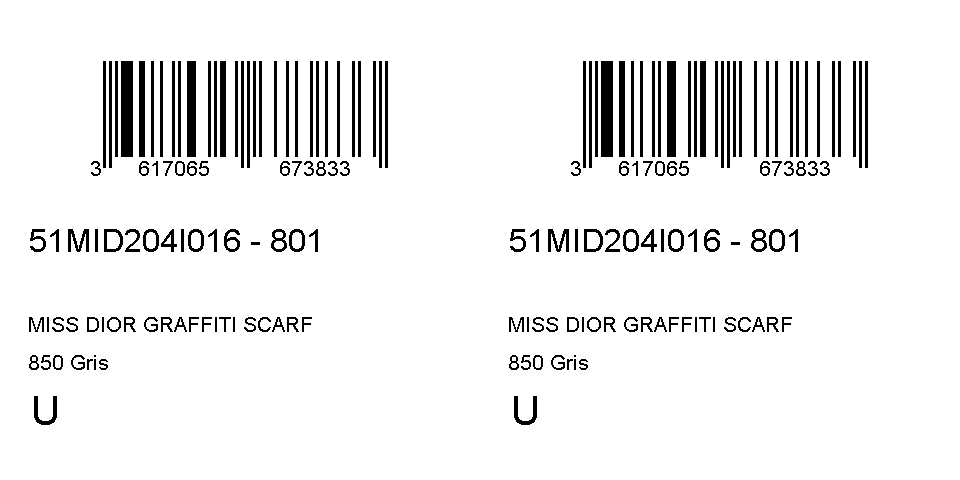 3 617065 673833
51MID204I016 - 801
MISS DIOR GRAFFITI SCARF
850 Gris
U
3 617065 673833
51MID204I016 - 801
MISS DIOR GRAFFITI SCARF
850 Gris
U